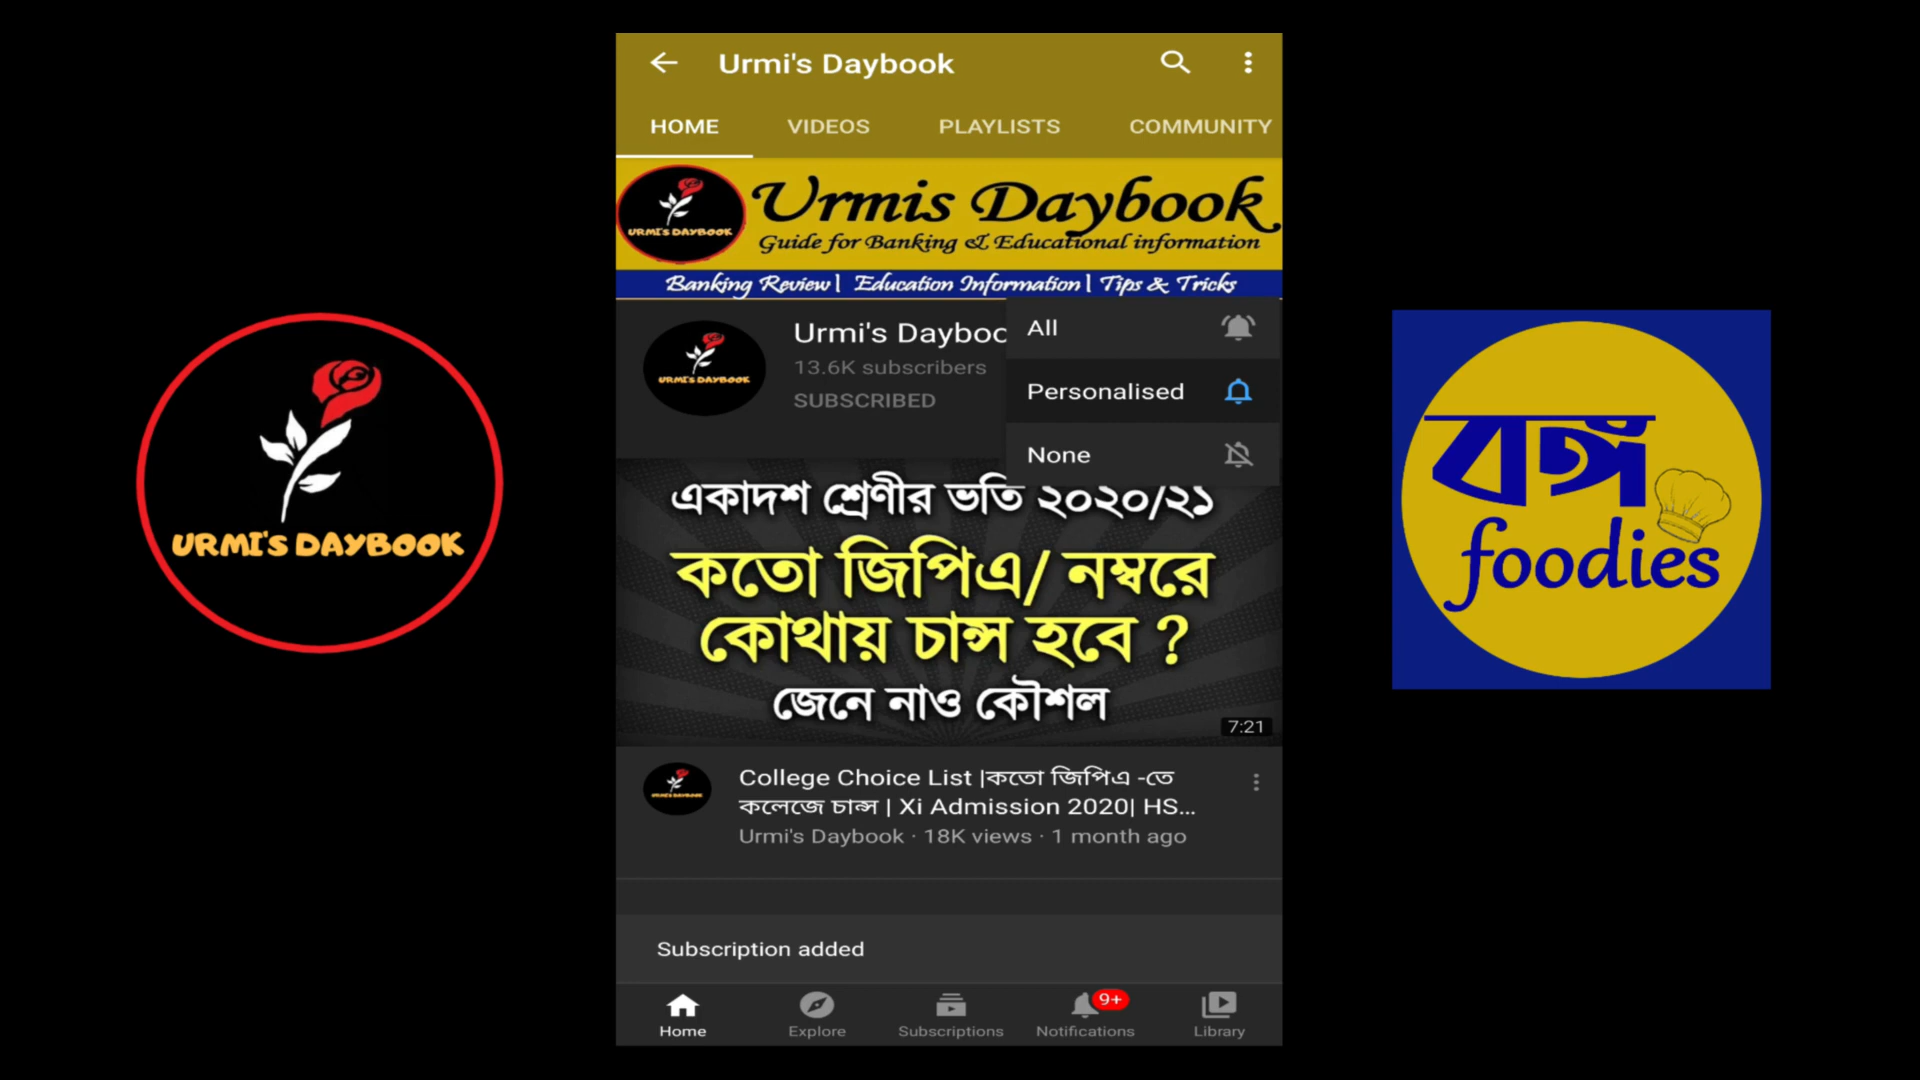 Urmi's Daybook
HOME VIDEOS PLAYLISTS COMMUNITY
URMI'S DAYBOOK
Urmis Daybook
Guide for Banking & Educational information
Banking Review | Education Information | Tips & Tricks
URMI'S DAYBOOK
Urmi's Dayboo
13.6K subscribers
SUBSCRIBED
All
Personalised
None
একাদশ শ্রেণীর ভর্তি ২০২০/২১
কতো জিপিএ/ নম্বরে
কোথায় চান্স হবে ?
জেনে নাও কৌশল
7:21
College Choice List |কতো জিপিএ -তে
কলেজে চান্স | Xi Admission 2020| HS...
Urmi's Daybook · 18K views · 1 month ago
Subscription added
9+
Home Explore Subscriptions Notifications Library
URMI'S DAYBOOK
বঙ্গ
foodies